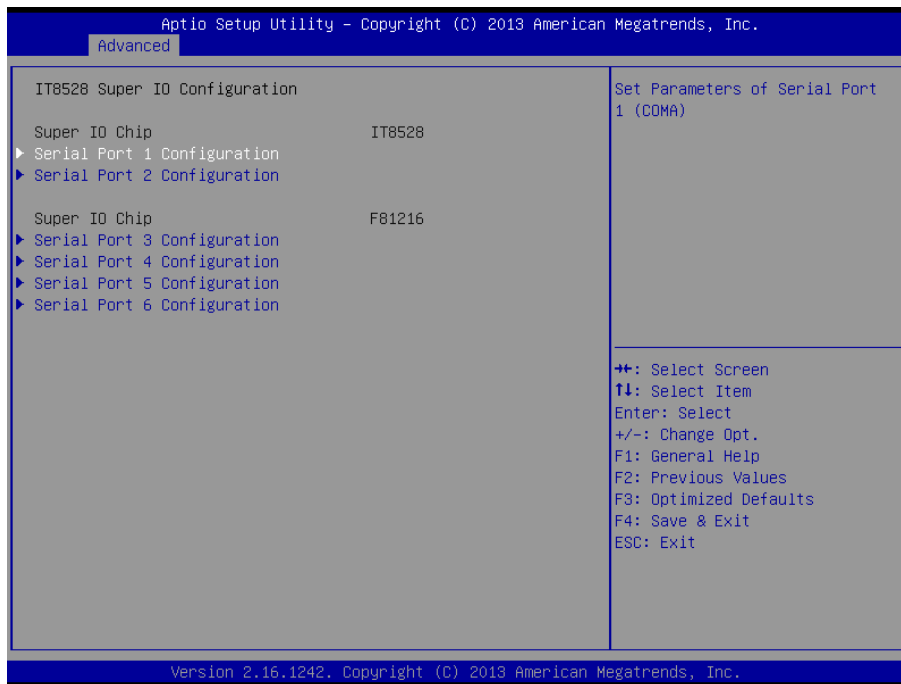 Aptio Setup Utility – Copyright (C) 2013 American Megatrends, Inc.
Advanced
IT8528 Super IO Configuration
Super IO Chip IT8528
▶ Serial Port 1 Configuration
▶ Serial Port 2 Configuration
Super IO Chip F81216
▶ Serial Port 3 Configuration
▶ Serial Port 4 Configuration
▶ Serial Port 5 Configuration
▶ Serial Port 6 Configuration
Set Parameters of Serial Port
1 (COMA)
→←: Select Screen
↑↓: Select Item
Enter: Select
+/-: Change Opt.
F1: General Help
F2: Previous Values
F3: Optimized Defaults
F4: Save & Exit
ESC: Exit
Version 2.16.1242. Copyright (C) 2013 American Megatrends, Inc.